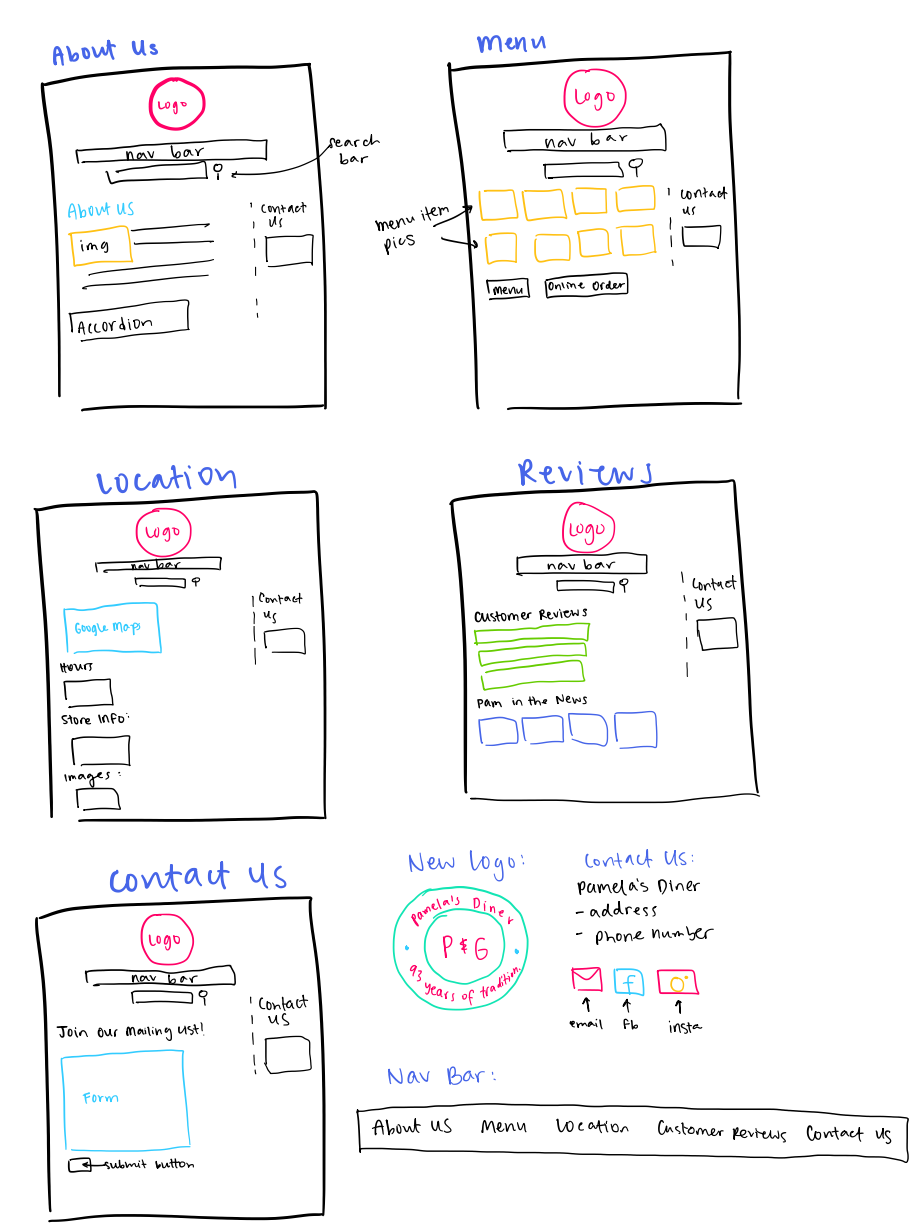 About Us
Logo
nav bar
search
bar
About US
img
Contact
Us
Accordion
Menu
Logo
nav bar
menu item
pics
Contact
us
Menu
Online Order
Location
Logo
nav bar
Google Maps
Contact
us
Hours
Store Info:
Images:
Reviews
Logo
nav bar
Contact
US
Customer Reviews
Pam in the News
Contact Us
Logo
nav bar
Contact
US
Join our mailing list!
Form
submit button
New Logo:
Pamela's Diner
P & G
93 years of tradition.
Contact Us:
Pamela's Diner
- address
- phone number
f
email
fb
insta
Nav Bar:
About US Menu Location Customer Reviews Contact Us